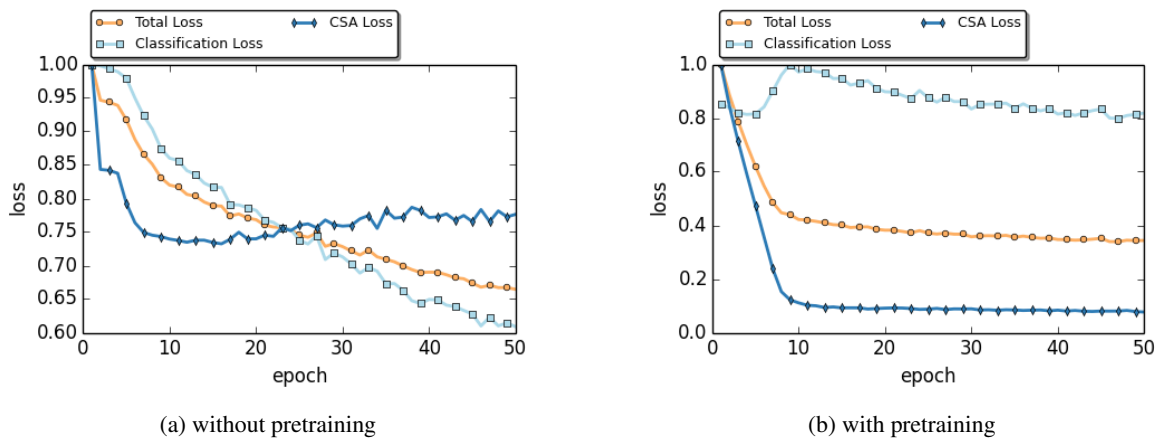 Total Loss CSA Loss
Classification Loss
1.00
0.95
0.90
0.85
0.80
0.75
0.70
0.65
0.60
loss
0 10 20 30 40 50
epoch
(a) without pretraining
Total Loss CSA Loss
Classification Loss
1.0
0.8
0.6
0.4
0.2
0.0
loss
0 10 20 30 40 50
epoch
(b) with pretraining